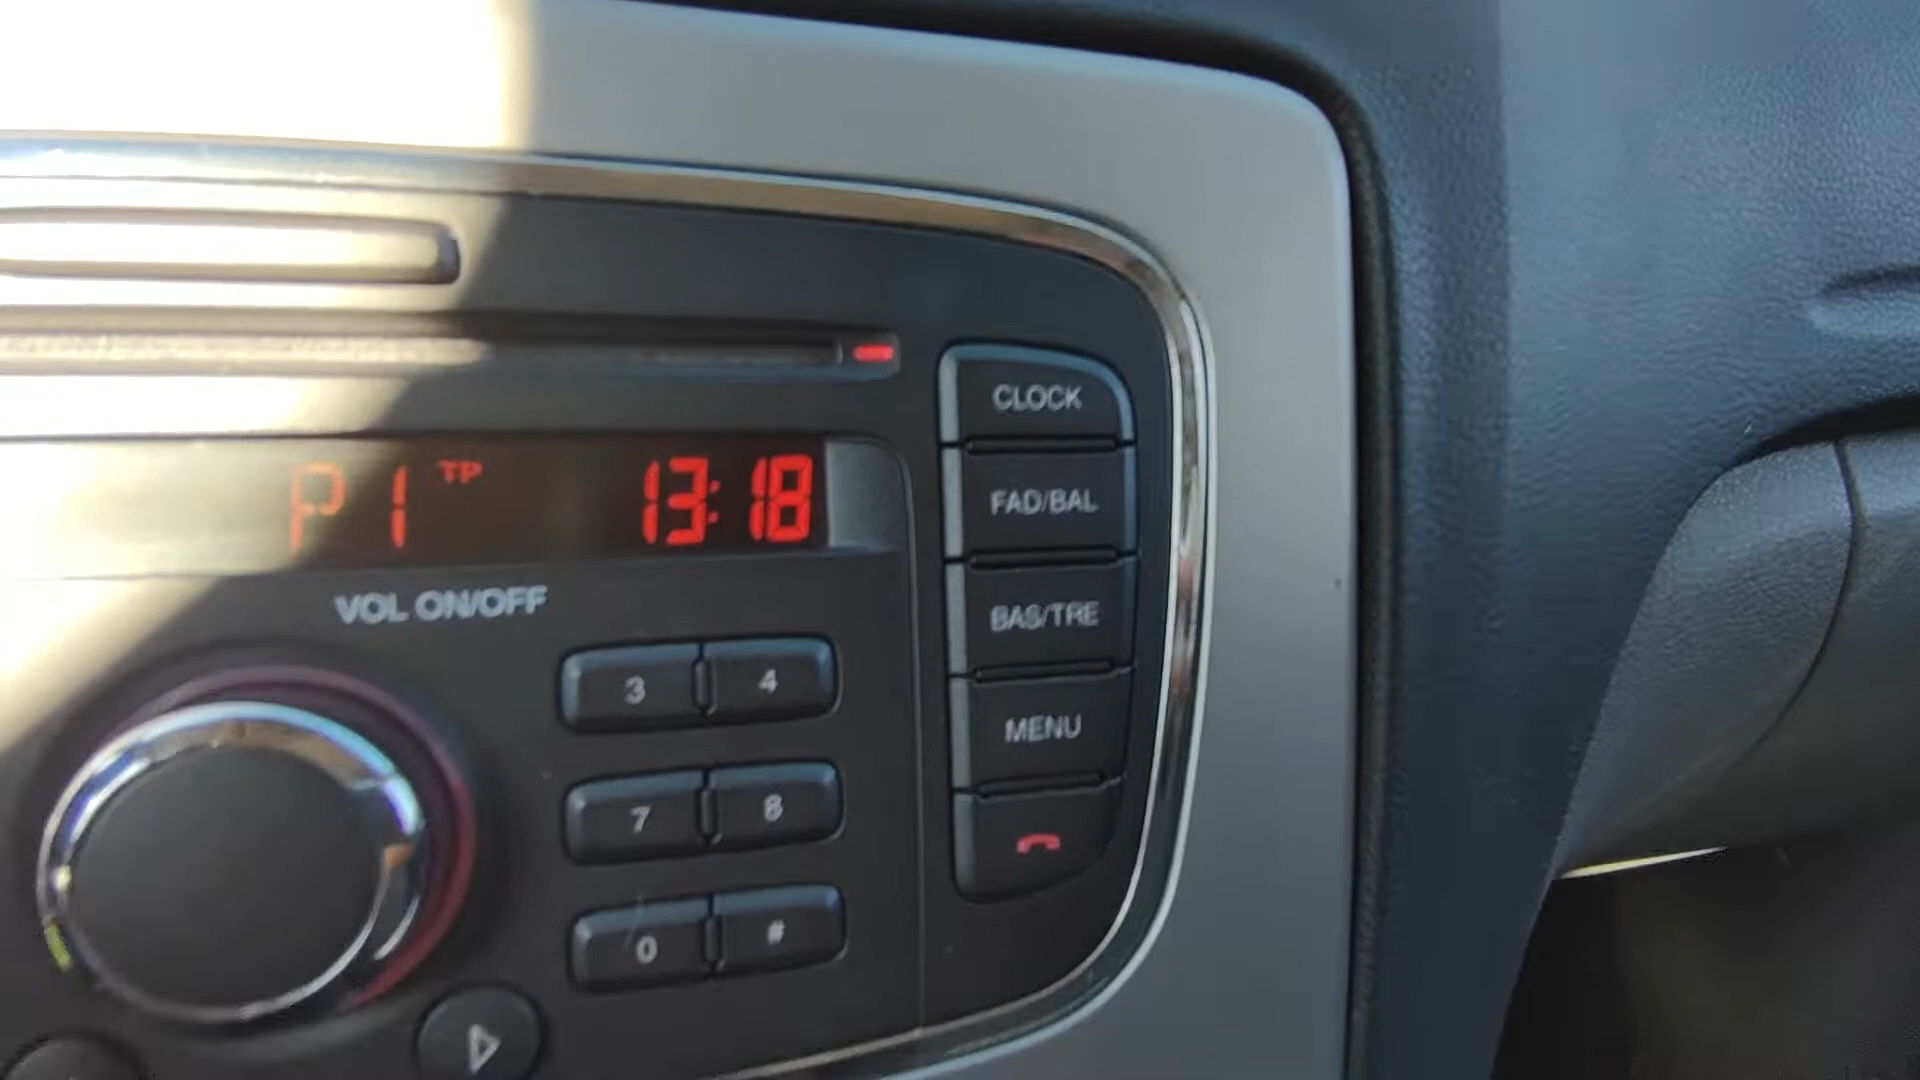 CLOCK
P1 TP 13:18
FAD/BAL
VOL ON/OFF
BAS/TRE
3 4
MENU
7 8
0 #